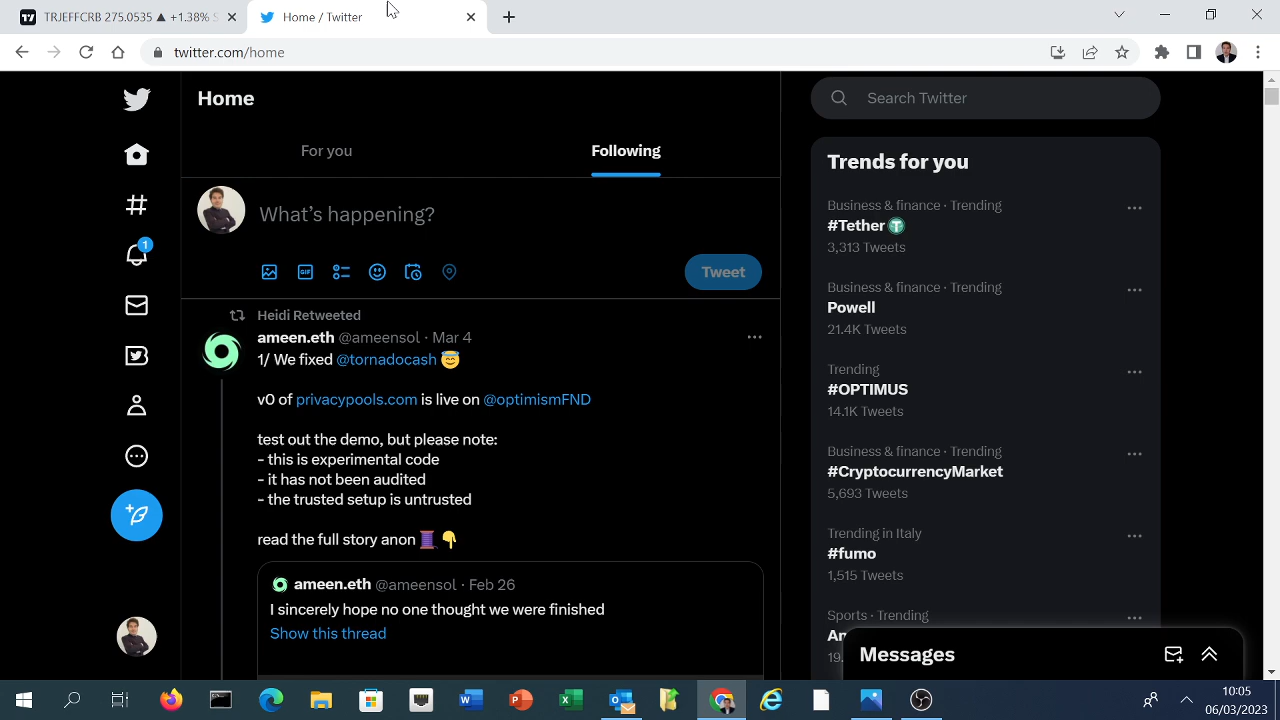 TRJEFFCRB 275.0535 ▲ +1.38% S
Home / Twitter
twitter.com/home
Home
For you
Following
What's happening?
GIF
Tweet
1
Heidi Retweeted
ameen.eth @ameensol · Mar 4
1/ We fixed @tornadocash 😇
v0 of privacypools.com is live on @optimismFND
test out the demo, but please note:
- this is experimental code
- it has not been audited
- the trusted setup is untrusted
read the full story anon 🧵👇
ameen.eth @ameensol · Feb 26
I sincerely hope no one thought we were finished
Show this thread
Search Twitter
Trends for you
Business & finance · Trending
#Tether
3,313 Tweets
Business & finance · Trending
Powell
21.4K Tweets
Trending
#OPTIMUS
14.1K Tweets
Business & finance · Trending
#CryptocurrencyMarket
5,693 Tweets
Trending in Italy
#fumo
1,515 Tweets
Sports · Trending
Messages
10:05
06/03/2023